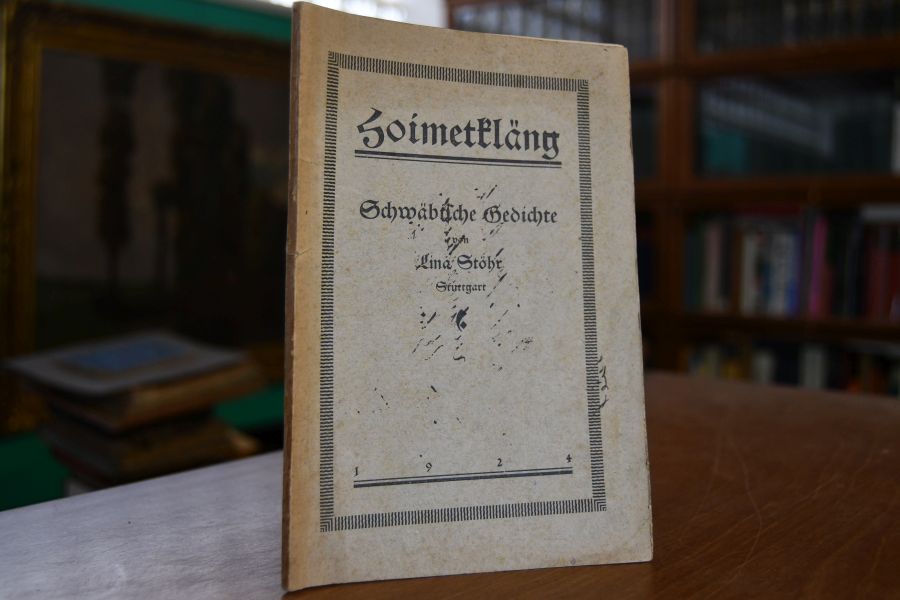 Hoimetkläng
Schwäbische Gedichte
von
Lina Stöhr
Stuttgart
1 9 2 4